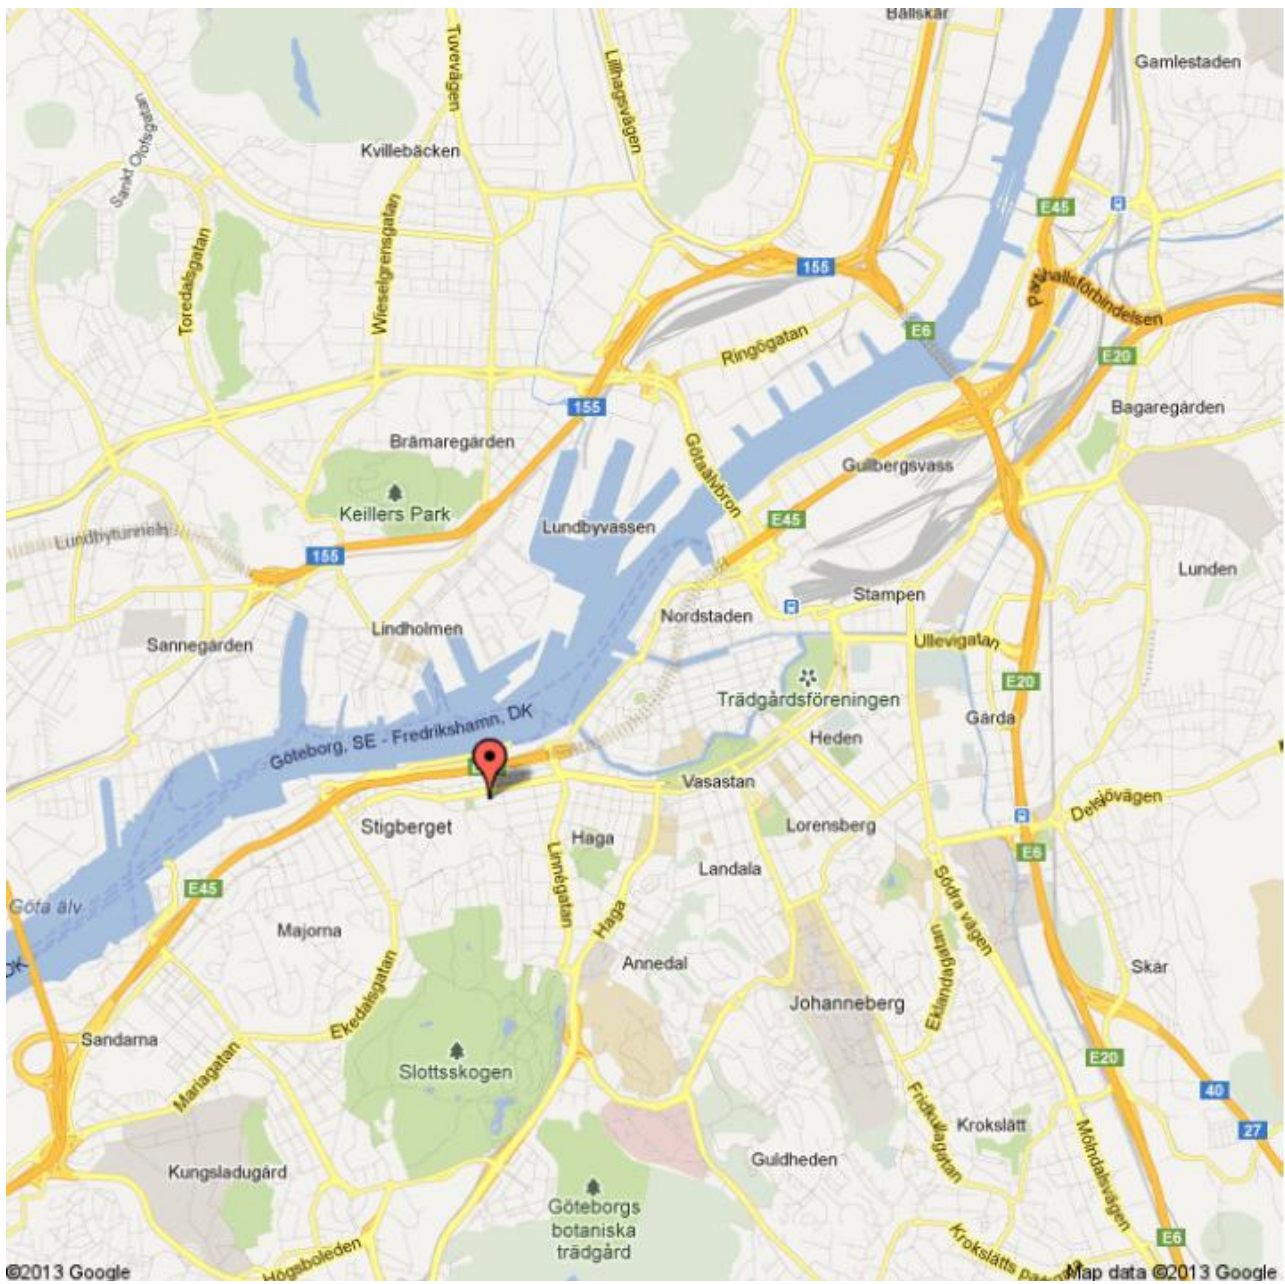 Bällskär
Gamlestaden
Tuvevägen
Lillhagsvägen
Sankt Olofsgatan
Kvillebäcken
E45
Toredalsgatan
Wieselgrensgatan
155
Partihallsförbindelsen
E6
Ringögatan
E20
155
Bagaregården
Brämaregården
Götaälvbron
Gullbergsvass
Keillers Park
Lundbyvassen
E45
Lundbytunneln
155
Lunden
Stampen
Nordstaden
Lindholmen
Sannegården
Ullevigatan
E20
Trädgårdsföreningen
Gårda
Göteborg, SE - Fredrikshamn, DK
Heden
Vasastan
Delsjövägen
Stigberget
Haga
Lorensberg
E6
Landala
Linnégatan
E45
Göta älv
Södra vägen
Haga
Majorna
Eklandagatan
Annedal
DK
Skår
Ekedalsgatan
Johanneberg
Sandarna
E20
Slottsskogen
Mariagatan
40
Fridkullagatan
Krokslätt
27
Mölndalsvägen
Guldheden
Kungsladugård
Göteborgs
botaniska
trädgård
E6
Högsboleden
©2013 Google
Map data ©2013 Google